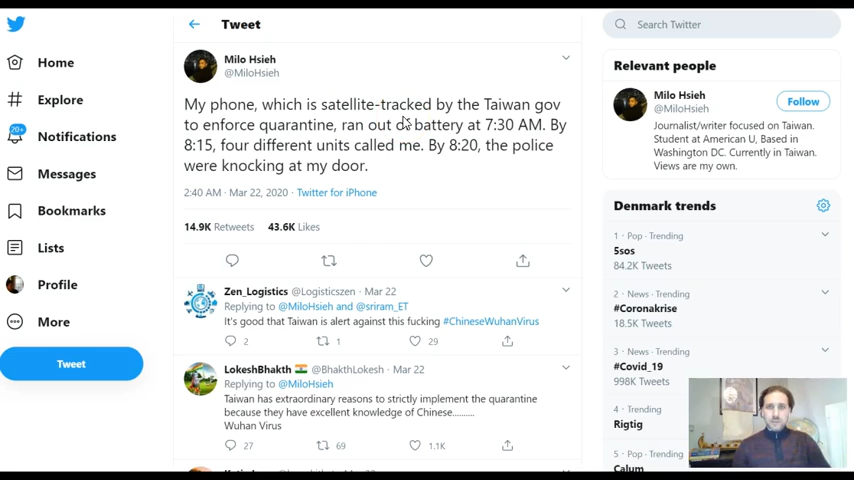 Tweet
Search Twitter
Home
Explore
20+
Notifications
Messages
Bookmarks
Lists
Profile
More
Tweet
Milo Hsieh
@MiloHsieh
My phone, which is satellite-tracked by the Taiwan gov
to enforce quarantine, ran out of battery at 7:30 AM. By
8:15, four different units called me. By 8:20, the police
were knocking at my door.
2:40 AM · Mar 22, 2020 · Twitter for iPhone
14.9K Retweets 43.6K Likes
Zen_Logistics @Logisticszen · Mar 22
Replying to @MiloHsieh and @sriram_ET
It's good that Taiwan is alert against this fucking #ChineseWuhanVirus
2 1 29
LokeshBhakth @BhakthLokesh · Mar 22
Replying to @MiloHsieh
Taiwan has extraordinary reasons to strictly implement the quarantine
because they have excellent knowledge of Chinese..........
Wuhan Virus
27 69 1.1K
Relevant people
Milo Hsieh
@MiloHsieh
Follow
Journalist/writer focused on Taiwan.
Student at American U, Based in
Washington DC. Currently in Taiwan.
Views are my own.
Denmark trends
1 · Pop · Trending
5sos
84.2K Tweets
2 · News · Trending
#Coronakrise
18.5K Tweets
3 · News · Trending
#Covid_19
998K Tweets
4 · Trending
Rigtig
5 · Pop · Trending
Calum